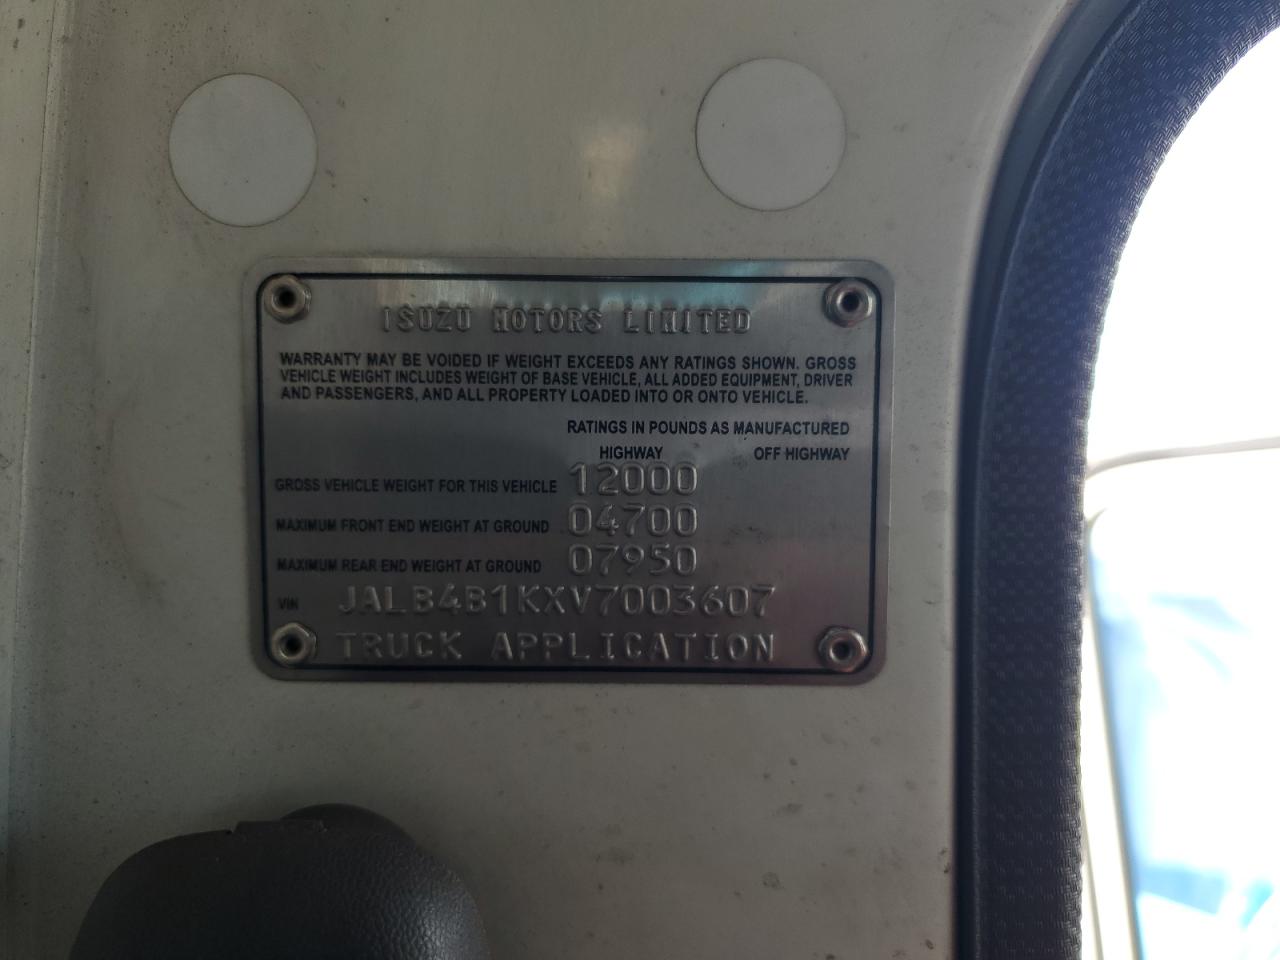 ISUZU MOTORS LIMITED
WARRANTY MAY BE VOIDED IF WEIGHT EXCEEDS ANY RATINGS SHOWN. GROSS
VEHICLE WEIGHT INCLUDES WEIGHT OF BASE VEHICLE, ALL ADDED EQUIPMENT, DRIVER
AND PASSENGERS, AND ALL PROPERTY LOADED INTO OR ONTO VEHICLE.
RATINGS IN POUNDS AS MANUFACTURED
HIGHWAY OFF HIGHWAY
GROSS VEHICLE WEIGHT FOR THIS VEHICLE 12000
MAXIMUM FRONT END WEIGHT AT GROUND 04700
MAXIMUM REAR END WEIGHT AT GROUND 07950
VIN JALB4B1KXV7003607
TRUCK APPLICATION